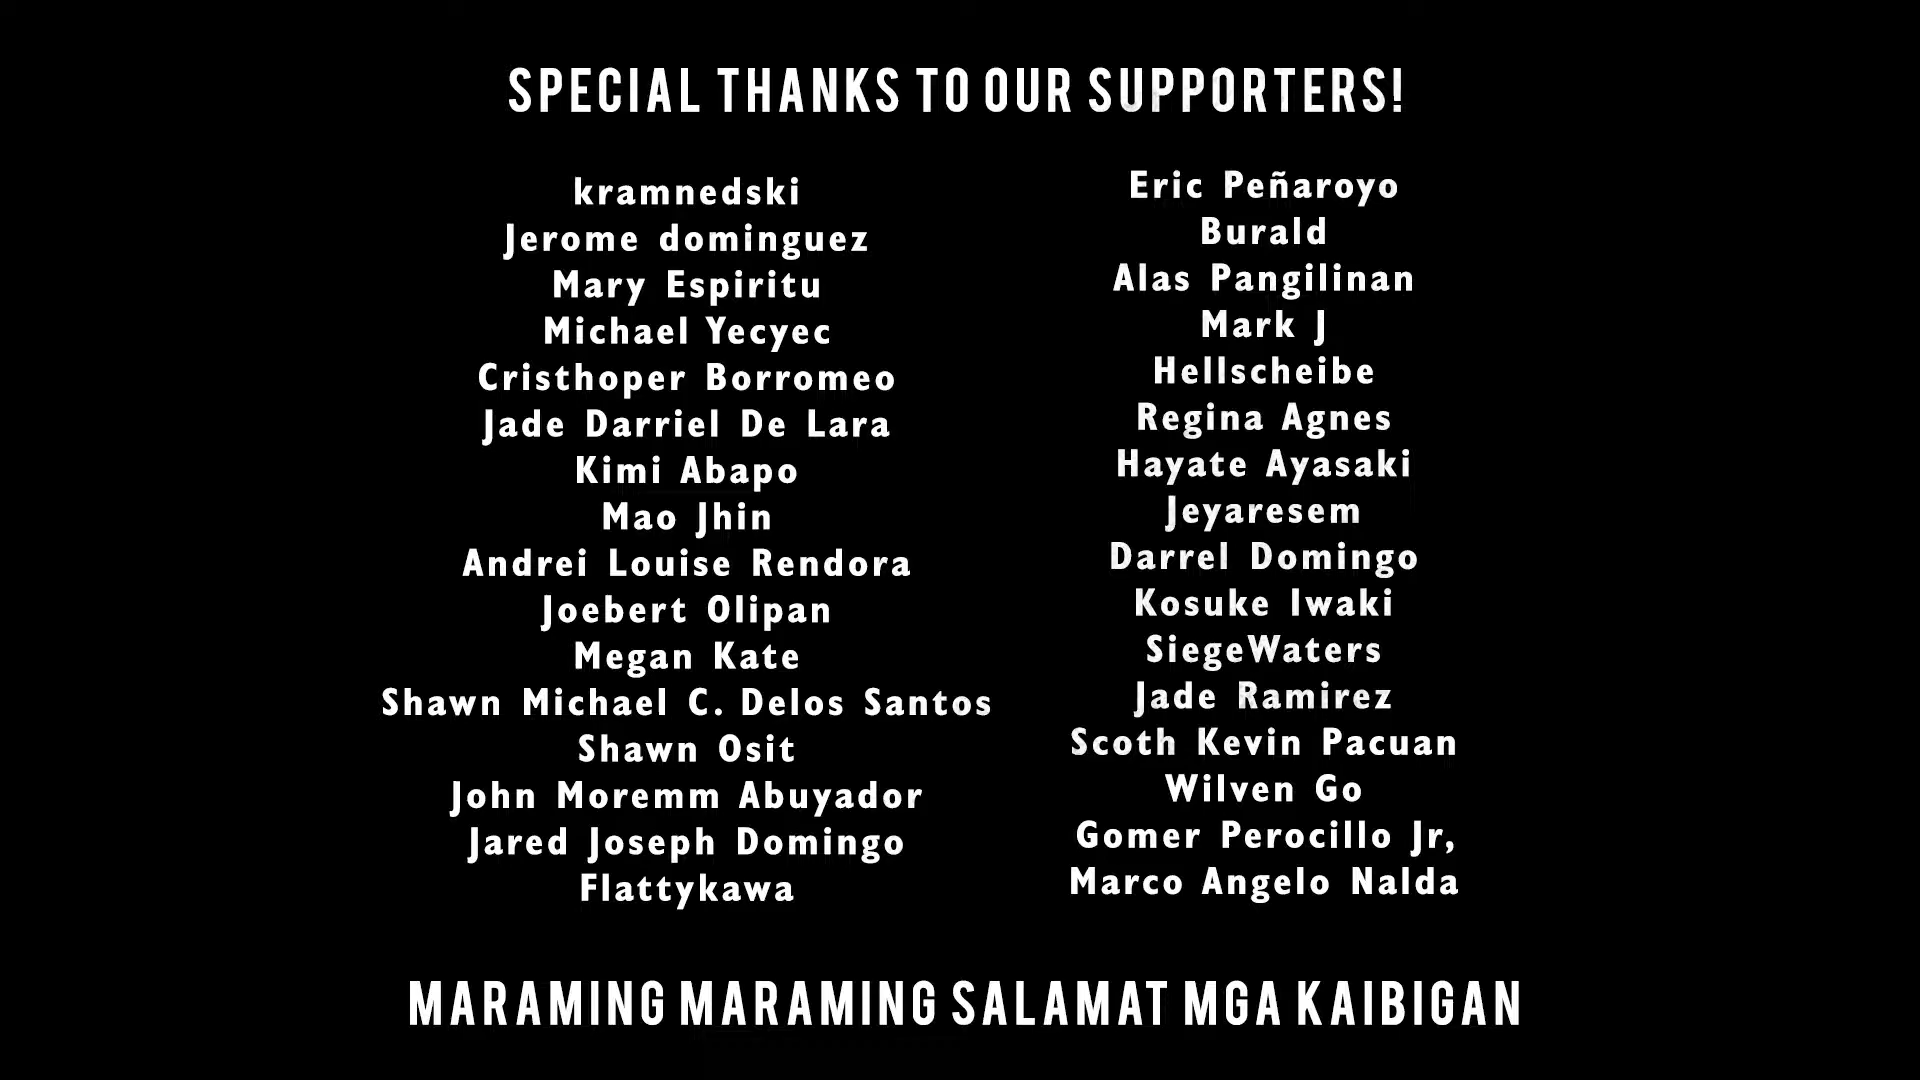 SPECIAL THANKS TO OUR SUPPORTERS!
kramnedski
Jerome dominguez
Mary Espiritu
Michael Yecyec
Cristhoper Borromeo
Jade Darriel De Lara
Kimi Abapo
Mao Jhin
Andrei Louise Rendora
Joebert Olipan
Megan Kate
Shawn Michael C. Delos Santos
Shawn Osit
John Moremm Abuyador
Jared Joseph Domingo
Flattykawa
Eric Peñaroyo
Burald
Alas Pangilinan
Mark J
Hellscheibe
Regina Agnes
Hayate Ayasaki
Jeyaresem
Darrel Domingo
Kosuke Iwaki
SiegeWaters
Jade Ramirez
Scoth Kevin Pacuan
Wilven Go
Gomer Perocillo Jr,
Marco Angelo Nalda
MARAMING MARAMING SALAMAT MGA KAIBIGAN